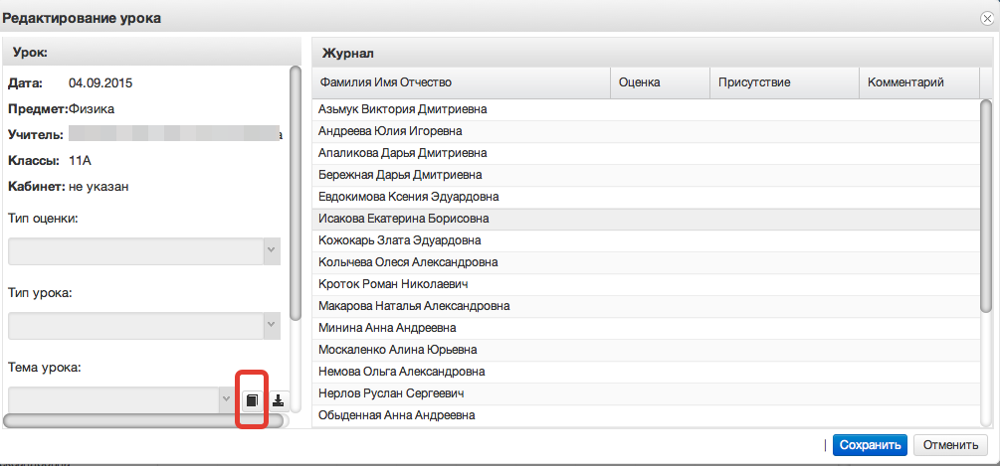 Редактирование урока
Урок:
Дата: 04.09.2015
Предмет:Физика
Учитель:
Классы: 11А
Кабинет: не указан
Тип оценки:
Тип урока:
Тема урока:
Журнал
Фамилия Имя Отчество Оценка Присутствие Комментарий
Азьмук Виктория Дмитриевна
Андреева Юлия Игоревна
Апаликова Дарья Дмитриевна
Бережная Дарья Дмитриевна
Евдокимова Ксения Эдуардовна
Исакова Екатерина Борисовна
Кожокарь Злата Эдуардовна
Колычева Олеся Александровна
Кроток Роман Николаевич
Макарова Наталья Александровна
Минина Анна Андреевна
Москаленко Алина Юрьевна
Немова Ольга Александровна
Нерлов Руслан Сергеевич
Обыденная Анна Андреевна
Сохранить Отменить